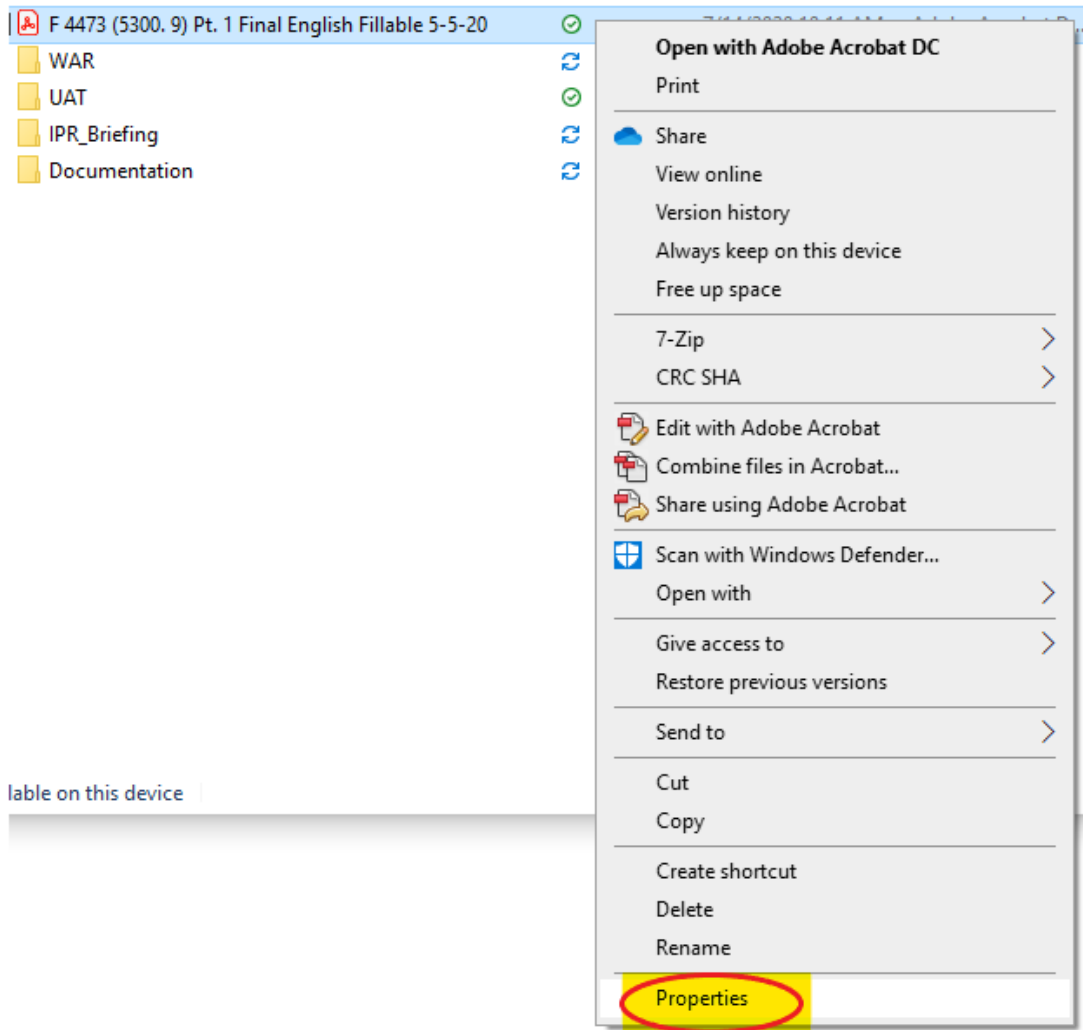 F 4473 (5300. 9) Pt. 1 Final English Fillable 5-5-20
WAR
UAT
IPR_Briefing
Documentation
lable on this device
Open with Adobe Acrobat DC
Print
Share
View online
Version history
Always keep on this device
Free up space
7-Zip
CRC SHA
Edit with Adobe Acrobat
Combine files in Acrobat...
Share using Adobe Acrobat
Scan with Windows Defender...
Open with
Give access to
Restore previous versions
Send to
Cut
Copy
Create shortcut
Delete
Rename
Properties